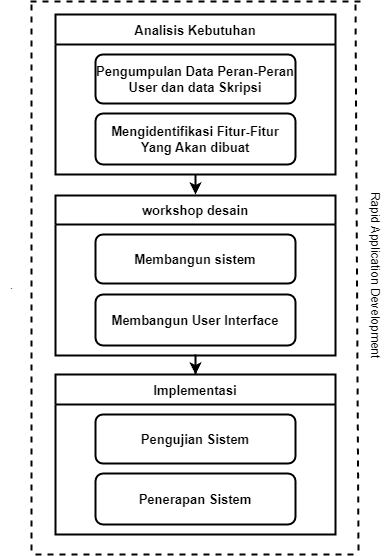 Analisis Kebutuhan
Pengumpulan Data Peran-Peran
User dan data Skripsi
Mengidentifikasi Fitur-Fitur
Yang Akan dibuat
workshop desain
Membangun sistem
Membangun User Interface
Implementasi
Pengujian Sistem
Penerapan Sistem
Rapid Application Development